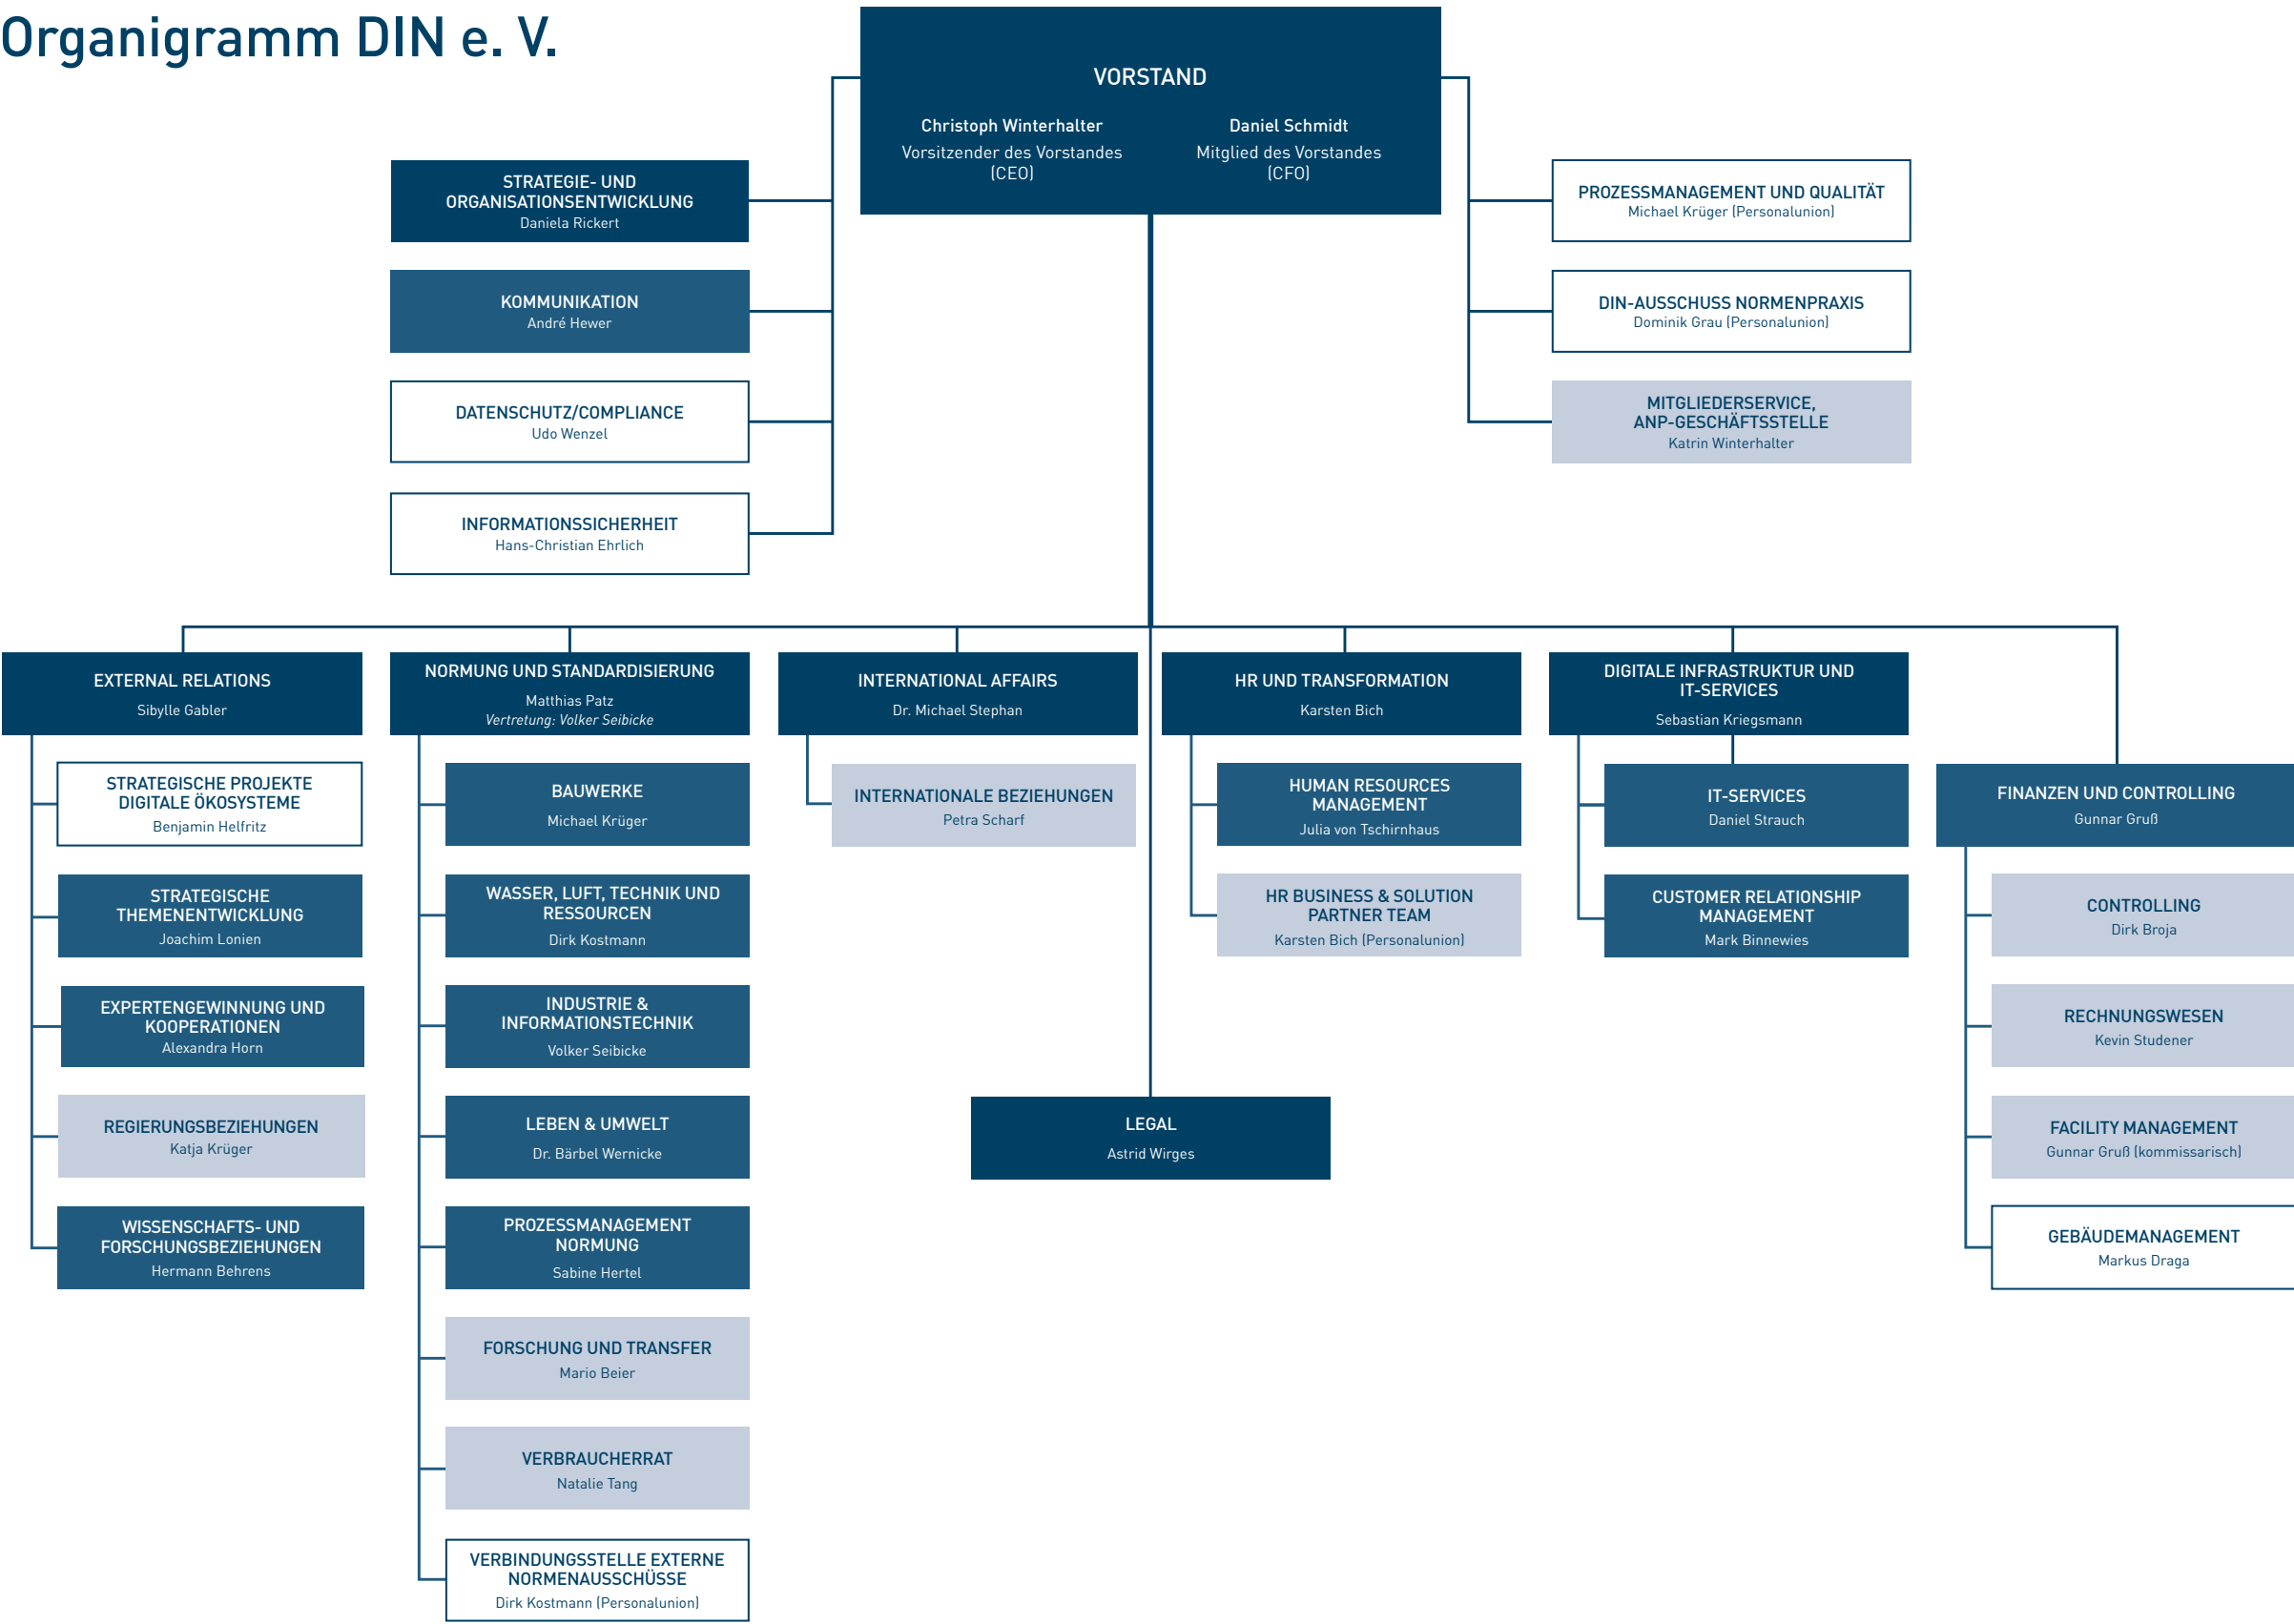 Organigramm DIN e. V.
VORSTAND
Christoph Winterhalter
Vorsitzender des Vorstandes
(CEO)
Daniel Schmidt
Mitglied des Vorstandes
(CFO)
STRATEGIE- UND
ORGANISATIONSENTWICKLUNG
Daniela Rickert
KOMMUNIKATION
André Hewer
DATENSCHUTZ/COMPLIANCE
Udo Wenzel
INFORMATIONSSICHERHEIT
Hans-Christian Ehrlich
PROZESSMANAGEMENT UND QUALITÄT
Michael Krüger (Personalunion)
DIN-AUSSCHUSS NORMENPRAXIS
Dominik Grau (Personalunion)
MITGLIEDERSERVICE,
ANP-GESCHÄFTSSTELLE
Katrin Winterhalter
EXTERNAL RELATIONS
Sibylle Gabler
STRATEGISCHE PROJEKTE
DIGITALE ÖKOSYSTEME
Benjamin Helfritz
STRATEGISCHE
THEMENENTWICKLUNG
Joachim Lonien
EXPERTENGEWINNUNG UND
KOOPERATIONEN
Alexandra Horn
REGIERUNGSBEZIEHUNGEN
Katja Krüger
WISSENSCHAFTS- UND
FORSCHUNGSBEZIEHUNGEN
Hermann Behrens
NORMUNG UND STANDARDISIERUNG
Matthias Patz
Vertretung: Volker Seibicke
BAUWERKE
Michael Krüger
WASSER, LUFT, TECHNIK UND
RESSOURCEN
Dirk Kostmann
INDUSTRIE &
INFORMATIONSTECHNIK
Volker Seibicke
LEBEN & UMWELT
Dr. Bärbel Wernicke
PROZESSMANAGEMENT
NORMUNG
Sabine Hertel
FORSCHUNG UND TRANSFER
Mario Beier
VERBRAUCHERRAT
Natalie Tang
VERBINDUNGSSTELLE EXTERNE
NORMENAUSSCHÜSSE
Dirk Kostmann (Personalunion)
INTERNATIONAL AFFAIRS
Dr. Michael Stephan
INTERNATIONALE BEZIEHUNGEN
Petra Scharf
LEGAL
Astrid Wirges
HR UND TRANSFORMATION
Karsten Bich
HUMAN RESOURCES
MANAGEMENT
Julia von Tschirnhaus
HR BUSINESS & SOLUTION
PARTNER TEAM
Karsten Bich (Personalunion)
DIGITALE INFRASTRUKTUR UND
IT-SERVICES
Sebastian Kriegsmann
IT-SERVICES
Daniel Strauch
CUSTOMER RELATIONSHIP
MANAGEMENT
Mark Binnewies
FINANZEN UND CONTROLLING
Gunnar Gruß
CONTROLLING
Dirk Broja
RECHNUNGSWESEN
Kevin Studener
FACILITY MANAGEMENT
Gunnar Gruß (kommissarisch)
GEBÄUDEMANAGEMENT
Markus Draga